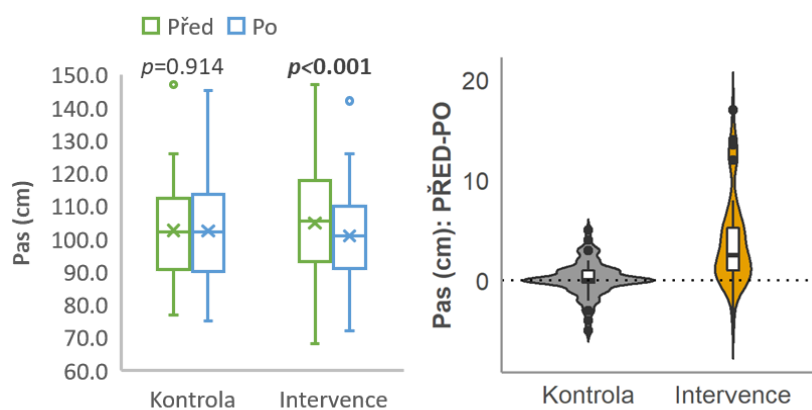 Před Po
p=0.914 p<0.001
150.0
140.0
130.0
120.0
110.0
100.0
90.0
80.0
70.0
60.0
Pas (cm)
Kontrola Intervence
20
10
0
Pas (cm): PŘED-PO
Kontrola Intervence